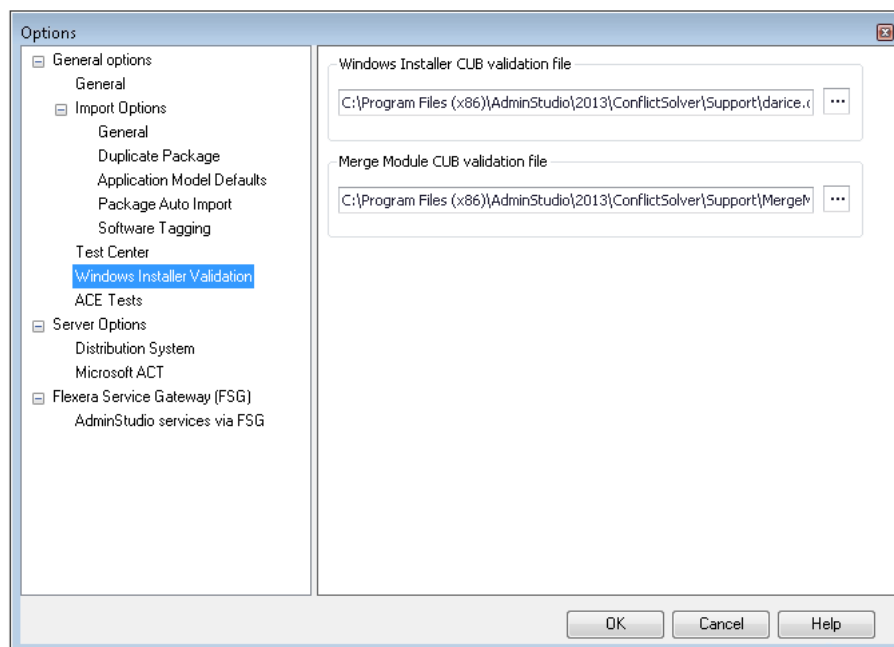 Options
General options
General
Import Options
General
Duplicate Package
Application Model Defaults
Package Auto Import
Software Tagging
Test Center
Windows Installer Validation
ACE Tests
Server Options
Distribution System
Microsoft ACT
Flexera Service Gateway (FSG)
AdminStudio services via FSG
Windows Installer CUB validation file
C:\Program Files (x86)\AdminStudio\2013\ConflictSolver\Support\darice.c
...
Merge Module CUB validation file
C:\Program Files (x86)\AdminStudio\2013\ConflictSolver\Support\MergeM
...
OK Cancel Help